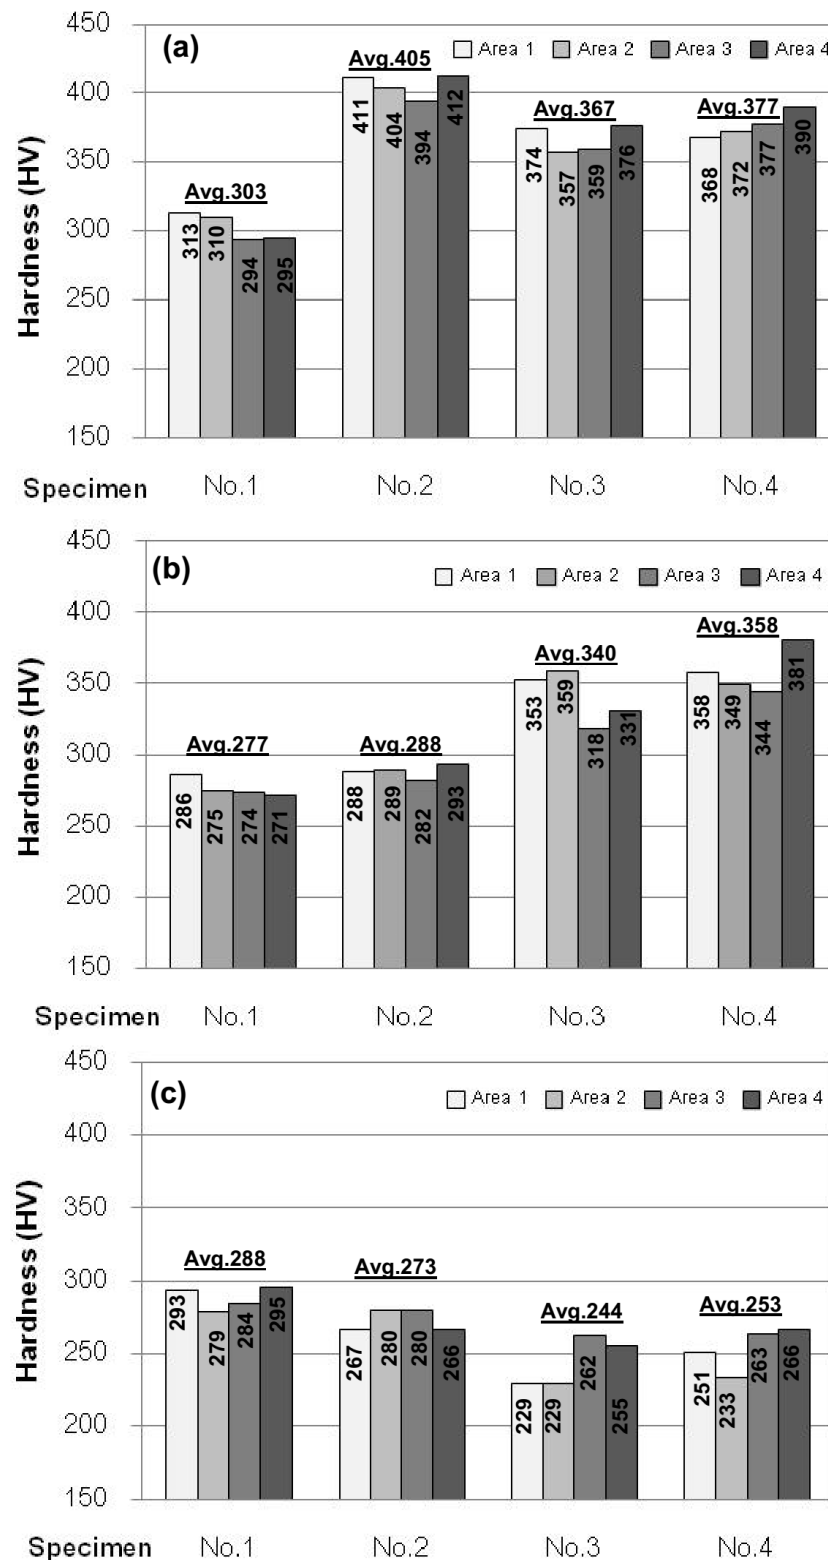 (a)
Area 1 Area 2 Area 3 Area 4
Hardness (HV)
450
400
350
300
250
200
150
Avg.303
Avg.405
Avg.367
Avg.377
313 310 294 295
411 404 394 412
374 357 359 376
368 372 377 390
Specimen No.1 No.2 No.3 No.4
(b)
Area 1 Area 2 Area 3 Area 4
Hardness (HV)
450
400
350
300
250
200
150
Avg.277
Avg.288
Avg.340
Avg.358
286 275 274 271
288 289 282 293
353 359 318 331
358 349 344 381
Specimen No.1 No.2 No.3 No.4
(c)
Area 1 Area 2 Area 3 Area 4
Hardness (HV)
450
400
350
300
250
200
150
Avg.288
Avg.273
Avg.244
Avg.253
293 279 284 295
267 280 280 266
229 229 262 255
251 233 263 266
Specimen No.1 No.2 No.3 No.4